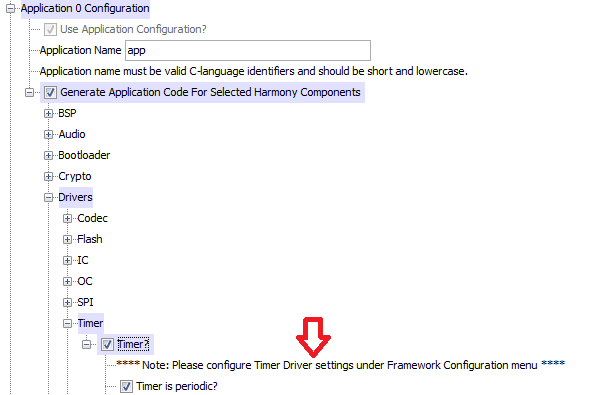 Application 0 Configuration
Use Application Configuration?
Application Name app
Application name must be valid C-language identifiers and should be short and lowercase.
Generate Application Code For Selected Harmony Components
BSP
Audio
Bootloader
Crypto
Drivers
Codec
Flash
IC
OC
SPI
Timer
Timer?
**** Note: Please configure Timer Driver settings under Framework Configuration menu ****
Timer is periodic?